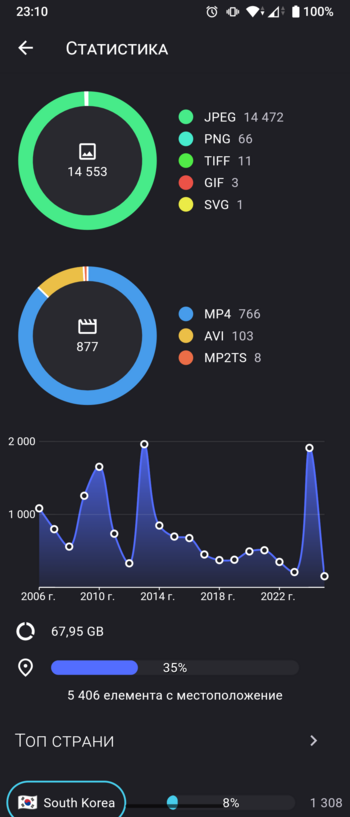 23:10 100%
Статистика
14 553
JPEG 14 472
PNG 66
TIFF 11
GIF 3
SVG 1
877
MP4 766
AVI 103
MP2TS 8
2 000
1 000
2006 г. 2010 г. 2014 г. 2018 г. 2022 г.
67,95 GB
35%
5 406 елемента с местоположение
Топ страни
South Korea 8% 1 308